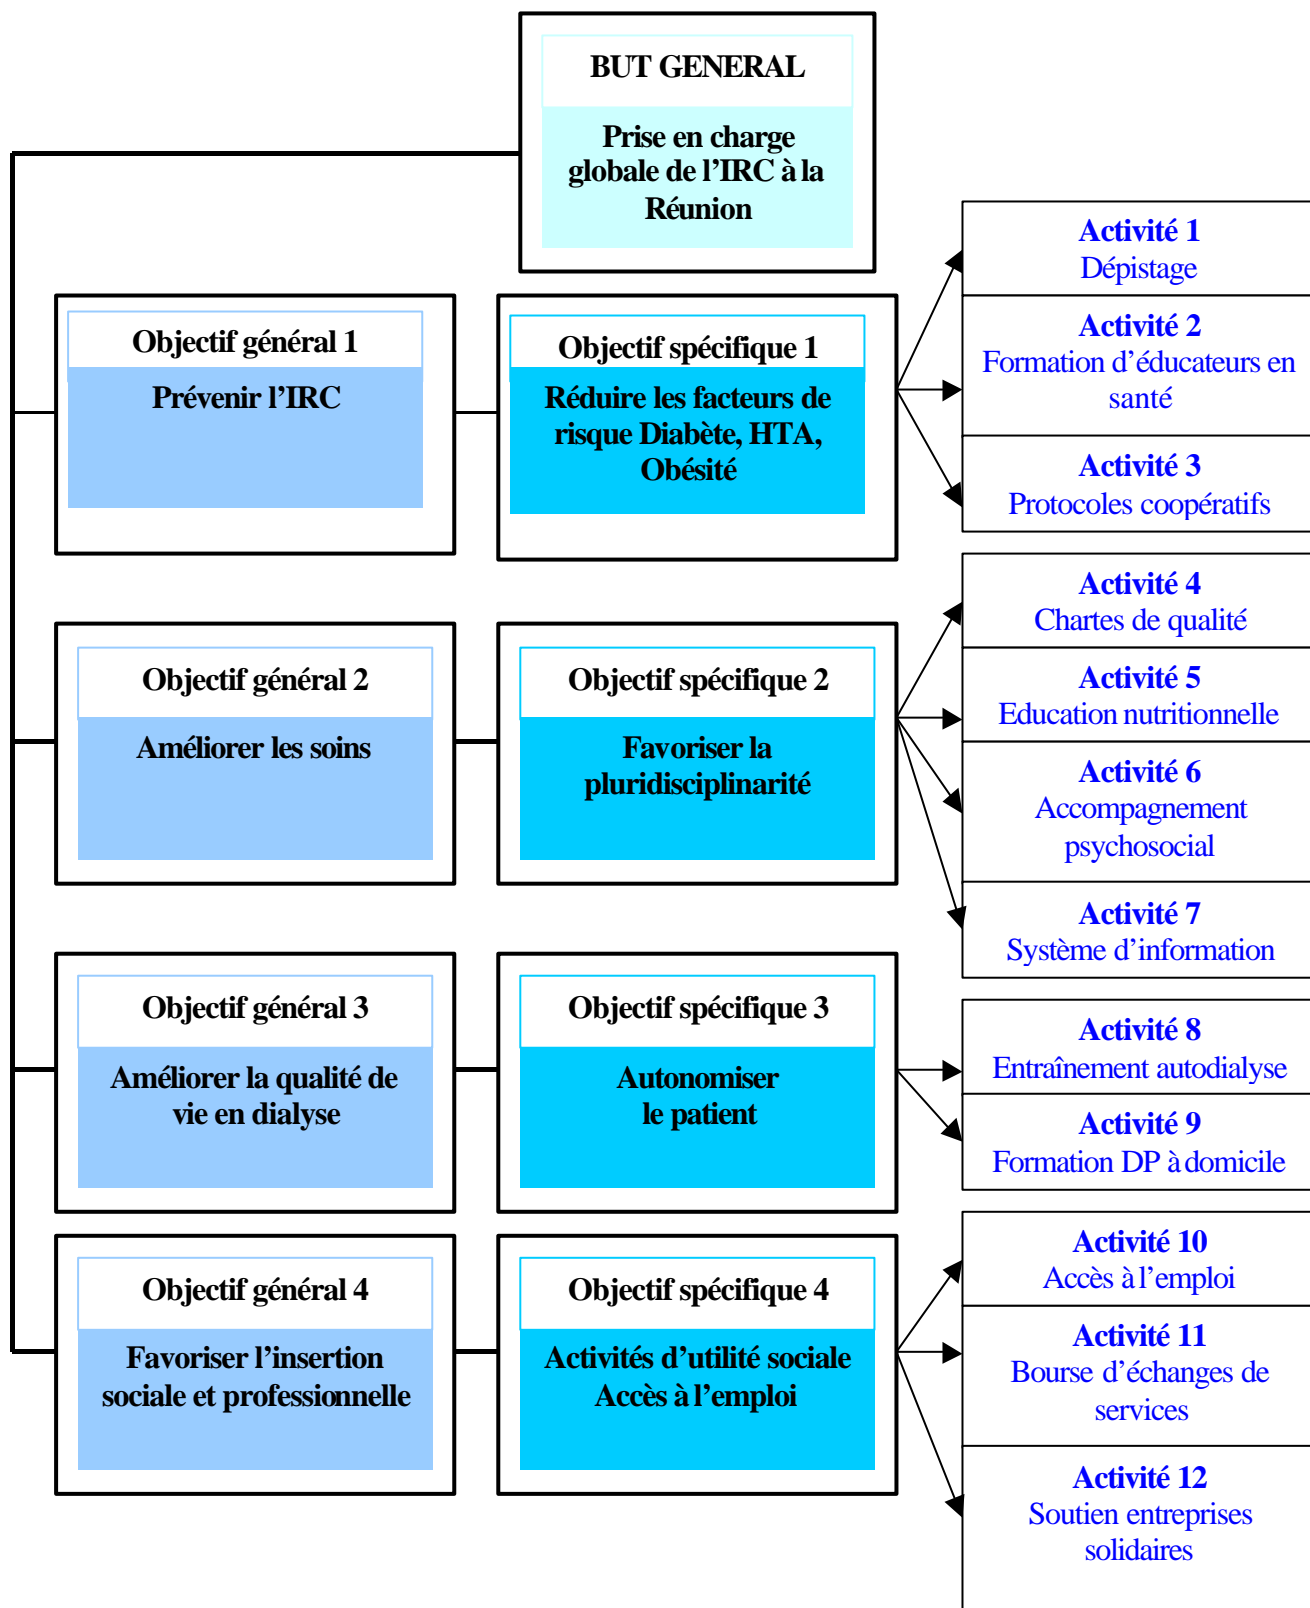 BUT GENERAL
Prise en charge
globale de l’IRC à la
Réunion
Objectif général 1
Prévenir l’IRC
Objectif spécifique 1
Réduire les facteurs de
risque Diabète, HTA,
Obésité
Activité 1
Dépistage
Activité 2
Formation d’éducateurs en
santé
Activité 3
Protocoles coopératifs
Objectif général 2
Améliorer les soins
Objectif spécifique 2
Favoriser la
pluridisciplinarité
Activité 4
Chartes de qualité
Activité 5
Education nutritionnelle
Activité 6
Accompagnement
psychosocial
Activité 7
Système d’information
Objectif général 3
Améliorer la qualité de
vie en dialyse
Objectif spécifique 3
Autonomiser
le patient
Activité 8
Entraînement autodialyse
Activité 9
Formation DP à domicile
Objectif général 4
Favoriser l’insertion
sociale et professionnelle
Objectif spécifique 4
Activités d’utilité sociale
Accès à l’emploi
Activité 10
Accès à l’emploi
Activité 11
Bourse d’échanges de
services
Activité 12
Soutien entreprises
solidaires